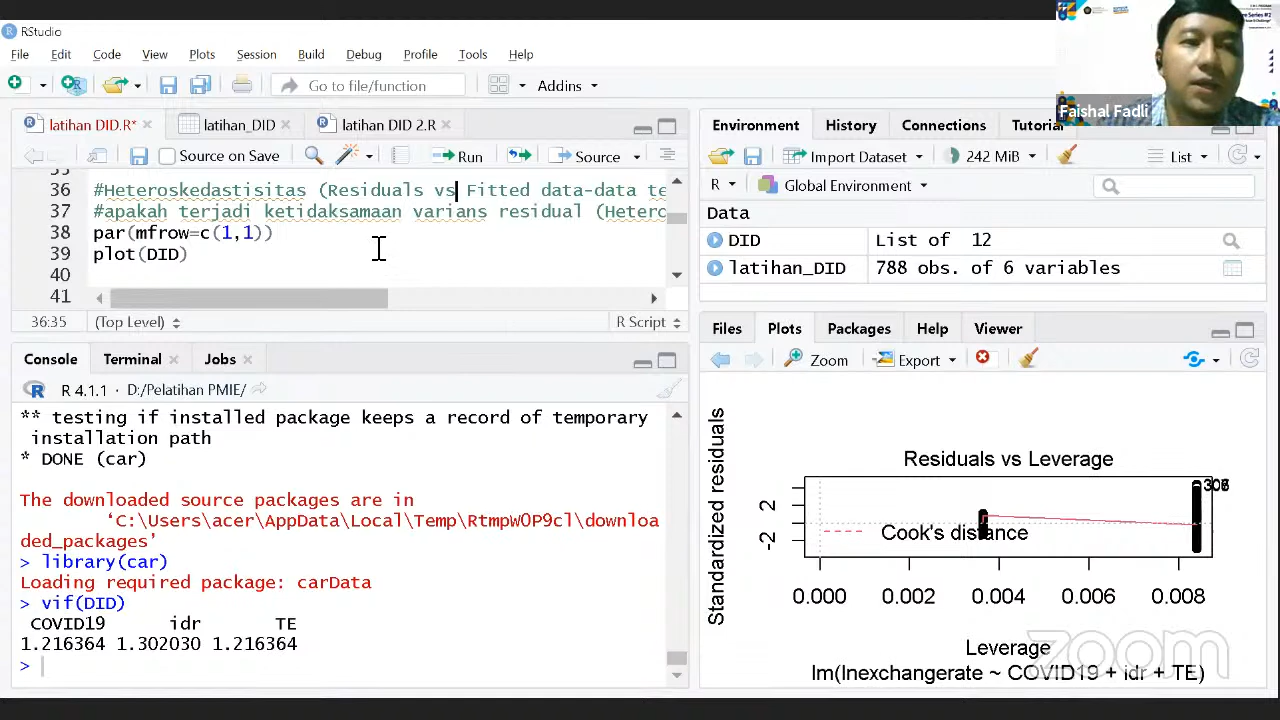 RStudio
File Edit Code View Plots Session Build Debug Profile Tools Help
Go to file/function
Addins
Faishal Fadli
latihan DID.R*
latihan_DID
latihan DID 2.R
Source on Save
Run
Source
35
36 #Heteroskedastisitas (Residuals vs Fitted data-data te
37 #apakah terjadi ketidaksamaan varians residual (Hetero
38 par(mfrow=c(1,1))
39 plot(DID)
40
41
36:35 (Top Level) R Script
Console Terminal Jobs
R 4.1.1 · D:/Pelatihan PMIE/
** testing if installed package keeps a record of temporary
installation path
* DONE (car)
The downloaded source packages are in
‘C:\Users\acer\AppData\Local\Temp\RtmpW0P9cl\downloa
ded_packages’
> library(car)
Loading required package: carData
> vif(DID)
COVID19 idr TE
1.216364 1.302030 1.216364
>
Environment History Connections Tutorial
Import Dataset 242 MiB List
R Global Environment
Data
DID List of 12
latihan_DID 788 obs. of 6 variables
Files Plots Packages Help Viewer
Zoom Export
Residuals vs Leverage
Standardized residuals
2
-2
Cook's distance
0.000 0.002 0.004 0.006 0.008
Leverage
lm(lnexchangerate ~ COVID19 + idr + TE)
zoom